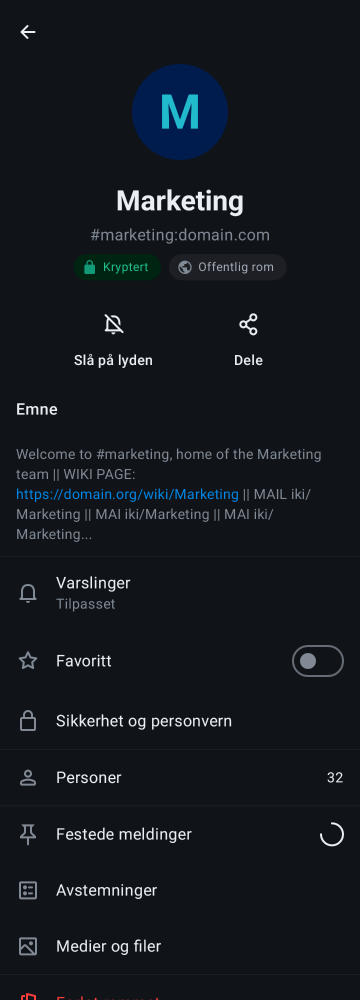 M
Marketing
#marketing:domain.com
Kryptert
Offentlig rom
Slå på lyden
Dele
Emne
Welcome to #marketing, home of the Marketing
team || WIKI PAGE:
https://domain.org/wiki/Marketing || MAIL iki/
Marketing || MAI iki/Marketing || MAI iki/
Marketing...
Varslinger
Tilpasset
Favoritt
Sikkerhet og personvern
Personer 32
Festede meldinger
Avstemninger
Medier og filer